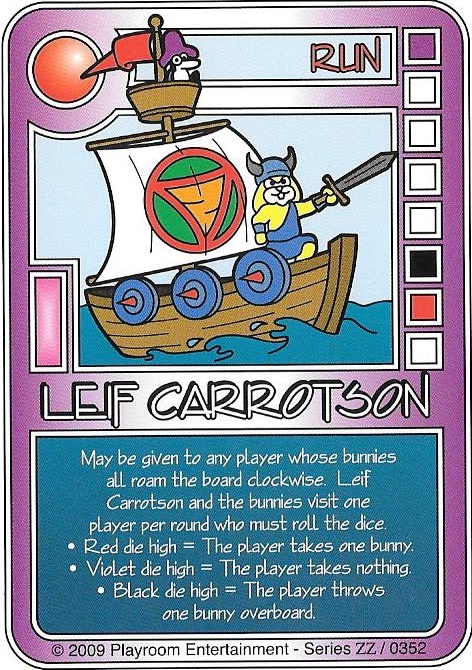 RUN
LEIF CARROTSON
May be given to any player whose bunnies
all roam the board clockwise. Leif
Carrotson and the bunnies visit one
player per round who must roll the dice.
• Red die high = The player takes one bunny.
• Violet die high = The player takes nothing.
• Black die high = The player throws
one bunny overboard.
© 2009 Playroom Entertainment - Series ZZ / 0352